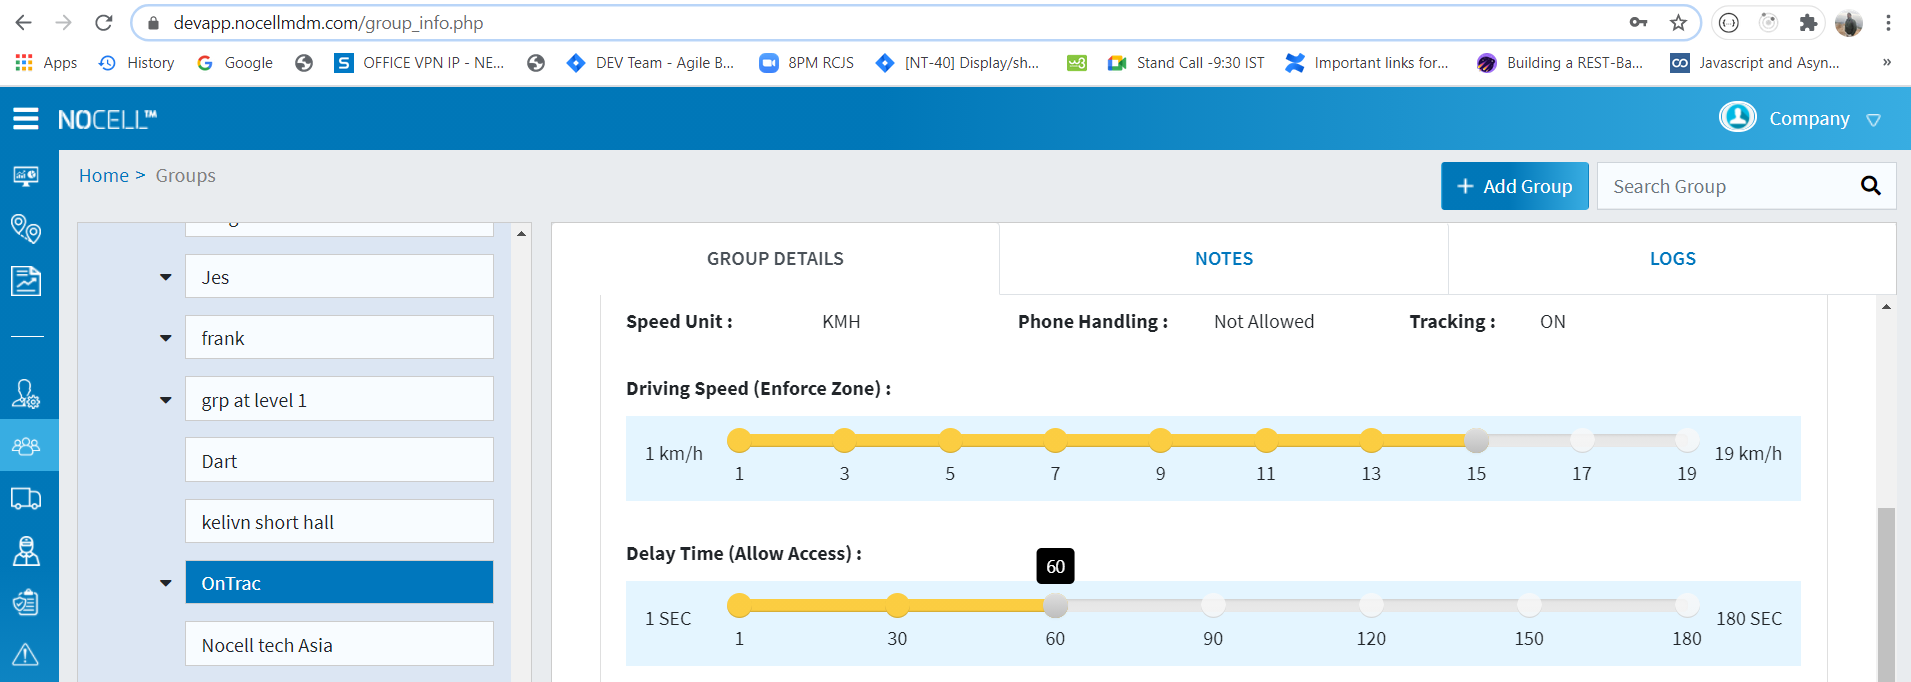 devapp.nocellmdm.com/group_info.php
Apps History Google OFFICE VPN IP - NE... DEV Team - Agile B... 8PM RCJS [NT-40] Display/sh... Stand Call -9:30 IST Important links for... Building a REST-Ba... Javascript and Asyn... »
NOCELL™ Company
Home > Groups
+ Add Group Search Group
Jes
frank
grp at level 1
Dart
kelivn short hall
OnTrac
Nocell tech Asia
GROUP DETAILS NOTES LOGS
Speed Unit : KMH Phone Handling : Not Allowed Tracking : ON
Driving Speed (Enforce Zone) :
1 km/h 19 km/h
1 3 5 7 9 11 13 15 17 19
Delay Time (Allow Access) :
60
1 SEC 180 SEC
1 30 60 90 120 150 180